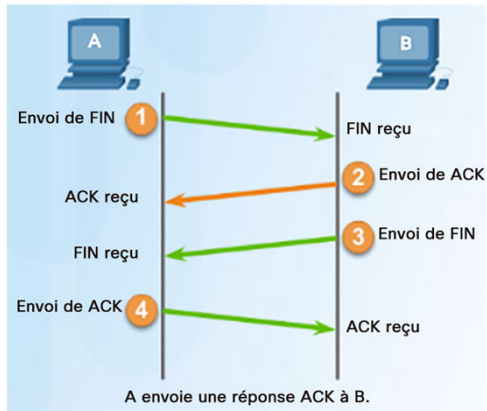 A
B
Envoi de FIN
1
FIN reçu
2
Envoi de ACK
ACK reçu
3
Envoi de FIN
FIN reçu
Envoi de ACK
4
ACK reçu
A envoie une réponse ACK à B.